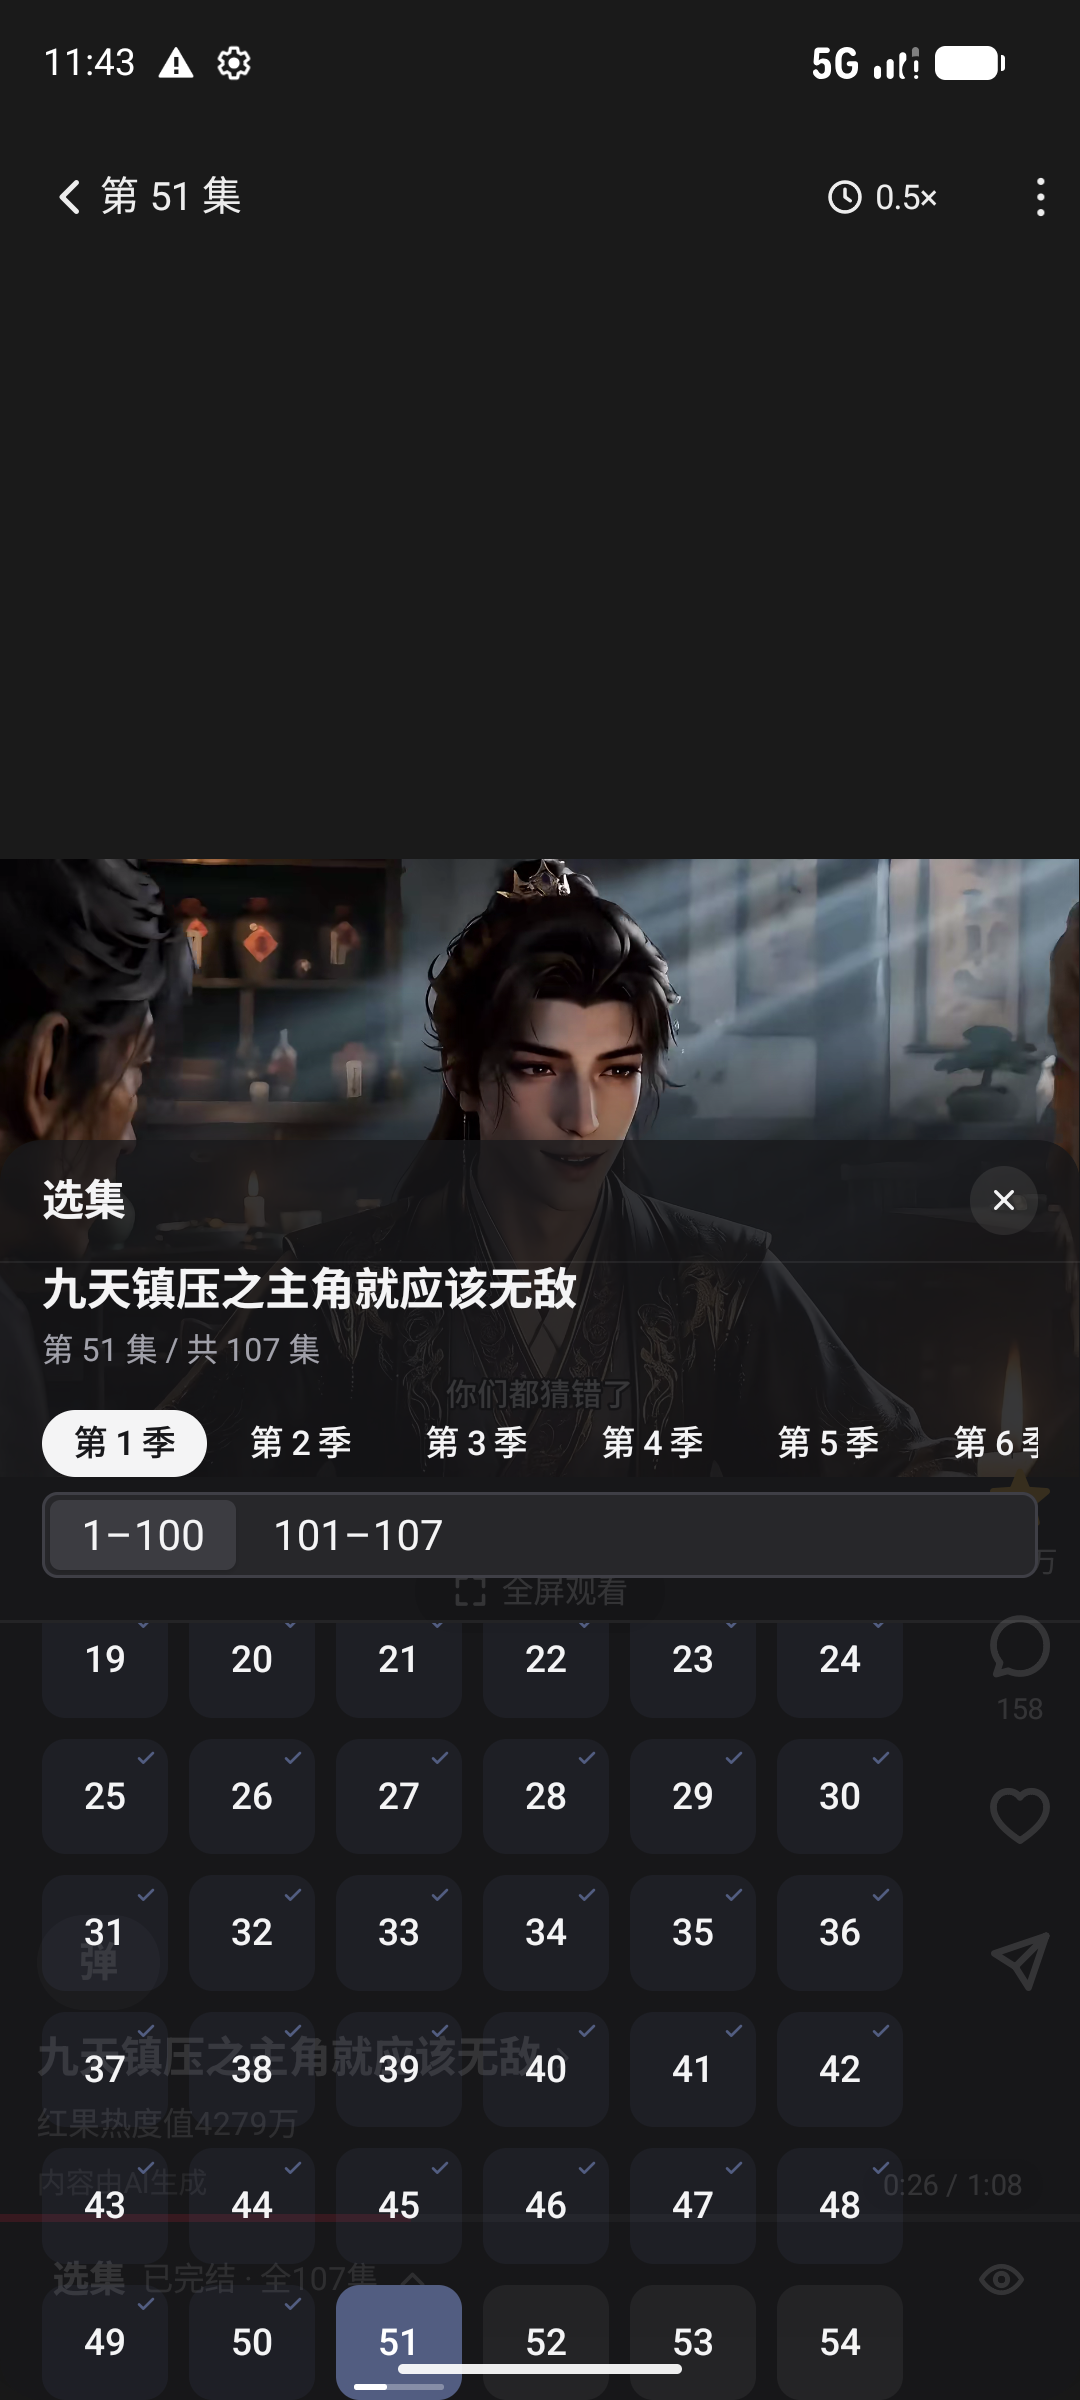 11:43 5G
第 51 集 0.5×
选集
九天镇压之主角就应该无敌
第 51 集 / 共 107 集
你们都猜错了
第 1 季 第 2 季 第 3 季 第 4 季 第 5 季 第 6 季
1–100 101–107
万
全屏观看
19 20 21 22 23 24
158
25 26 27 28 29 30
31 32 33 34 35 36
弹
九天镇压之主角就应该无敌
37 38 39 40 41 42
红果热度值4279万
内容由AI生成 0:26 / 1:08
43 44 45 46 47 48
选集 已完结 · 全107集
49 50 51 52 53 54